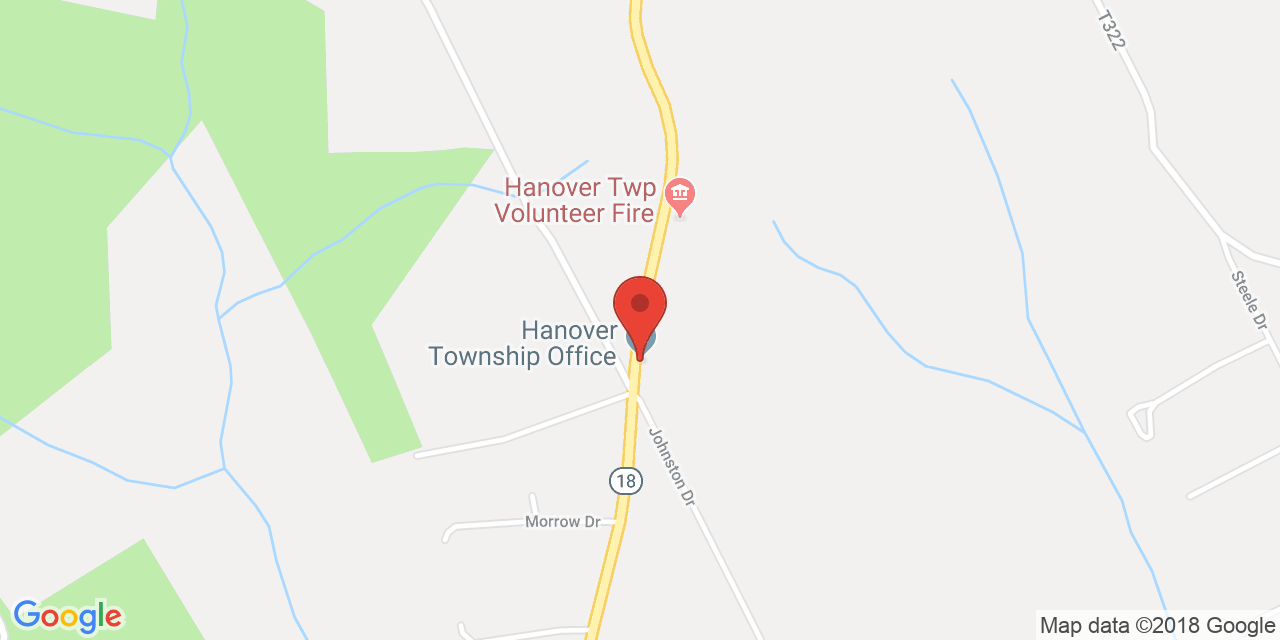 T322
Hanover Twp
Volunteer Fire
Steele Dr
Hanover
Township Office
Johnston Dr
18
Morrow Dr
Google
Map data ©2018 Google